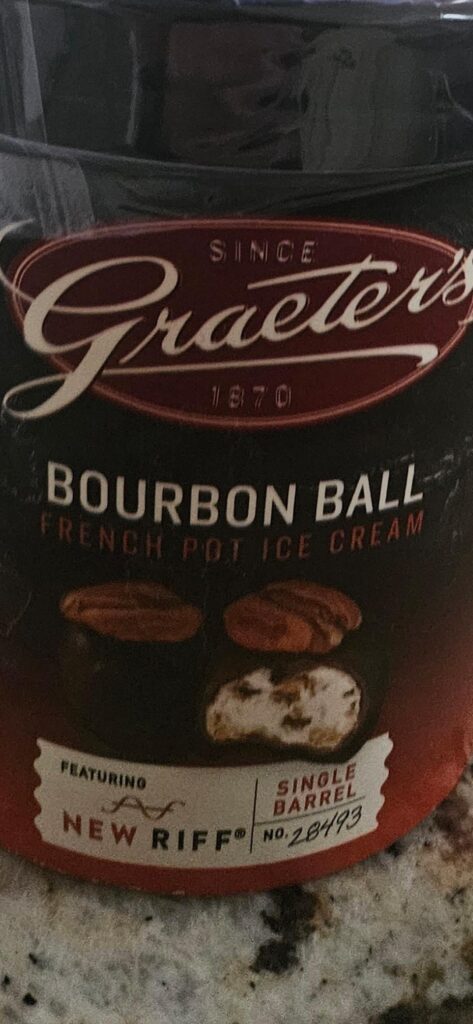 SINCE
Graeter's
1870
BOURBON BALL
FRENCH POT ICE CREAM
FEATURING
NEW RIFF®
SINGLE
BARREL
NO. 28493